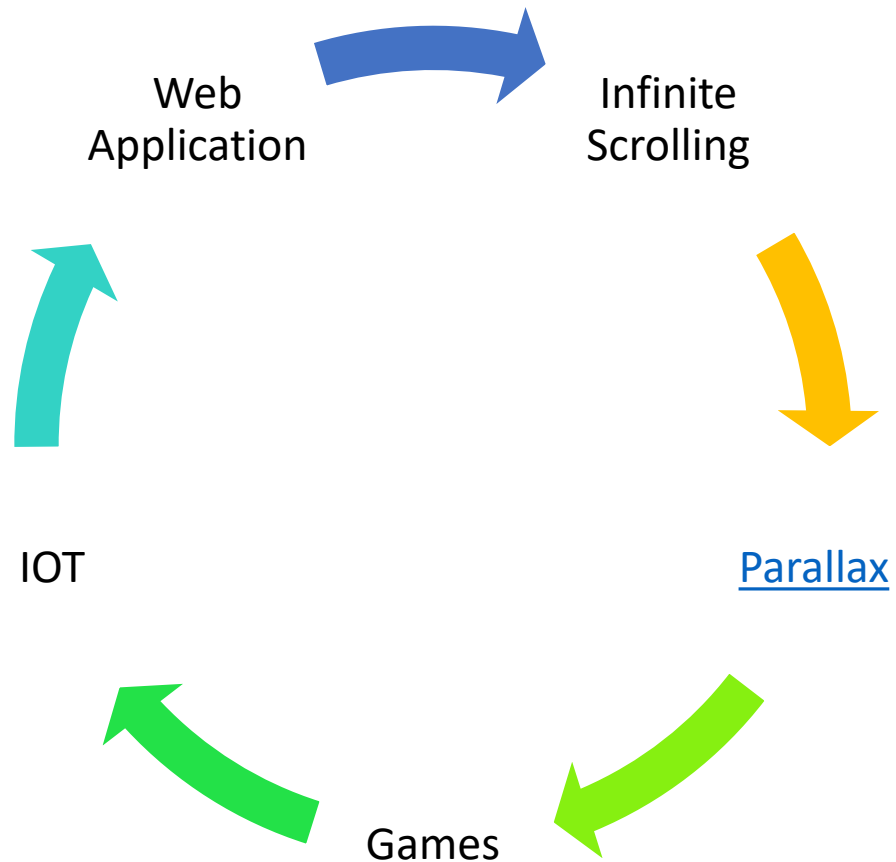 Web
Application
Infinite
Scrolling
Parallax
Games
IOT